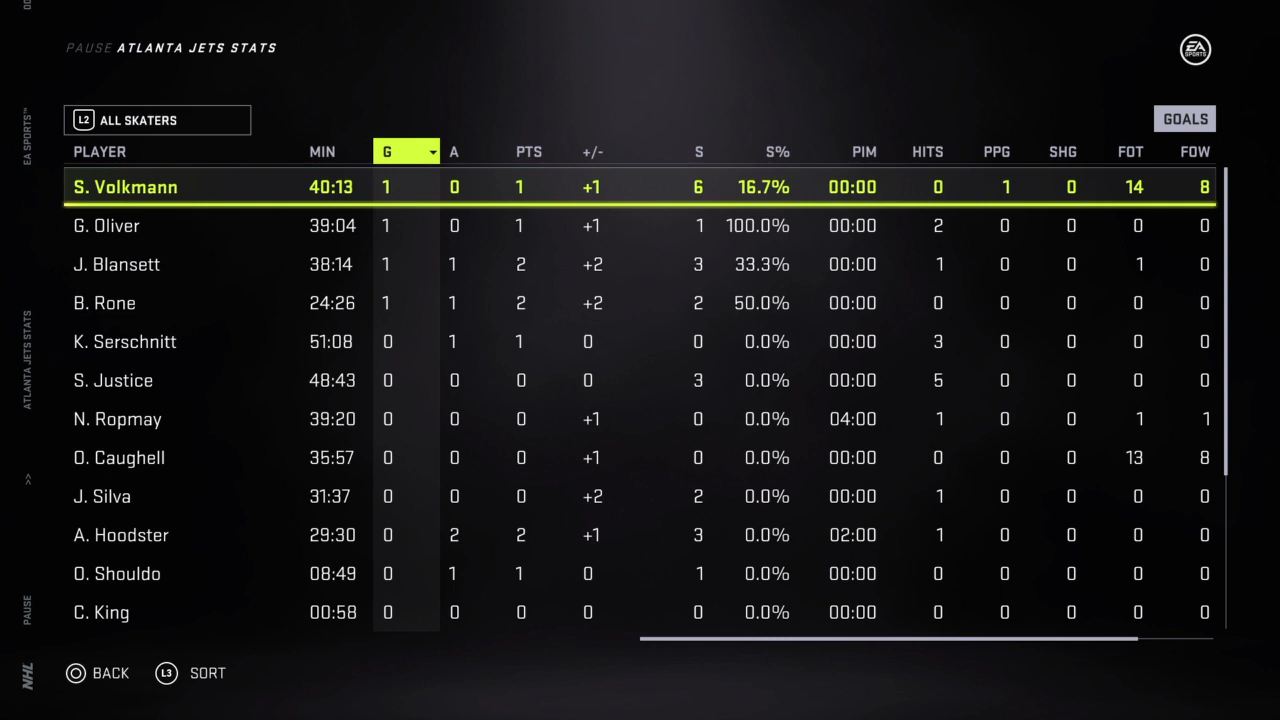 PAUSE ATLANTA JETS STATS
EA SPORTS
L2 ALL SKATERS
GOALS
PLAYER MIN G A PTS +/- S S% PIM HITS PPG SHG FOT FOW
S. Volkmann 40:13 1 0 1 +1 6 16.7% 00:00 0 1 0 14 8
G. Oliver 39:04 1 0 1 +1 1 100.0% 00:00 2 0 0 0 0
J. Blansett 38:14 1 1 2 +2 3 33.3% 00:00 1 0 0 1 0
B. Rone 24:26 1 1 2 +2 2 50.0% 00:00 0 0 0 0 0
K. Serschnitt 51:08 0 1 1 0 0 0.0% 00:00 3 0 0 0 0
S. Justice 48:43 0 0 0 0 3 0.0% 00:00 5 0 0 0 0
N. Ropmay 39:20 0 0 0 +1 0 0.0% 04:00 1 0 0 1 1
O. Caughell 35:57 0 0 0 +1 0 0.0% 00:00 0 0 0 13 8
J. Silva 31:37 0 0 0 +2 2 0.0% 00:00 1 0 0 0 0
A. Hoodster 29:30 0 2 2 +1 3 0.0% 02:00 1 0 0 0 0
O. Shouldo 08:49 0 1 1 0 1 0.0% 00:00 0 0 0 0 0
C. King 00:58 0 0 0 0 0 0.0% 00:00 0 0 0 0 0
BACK L3 SORT
NHL PAUSE >> ATLANTA JETS STATS EA SPORTS™